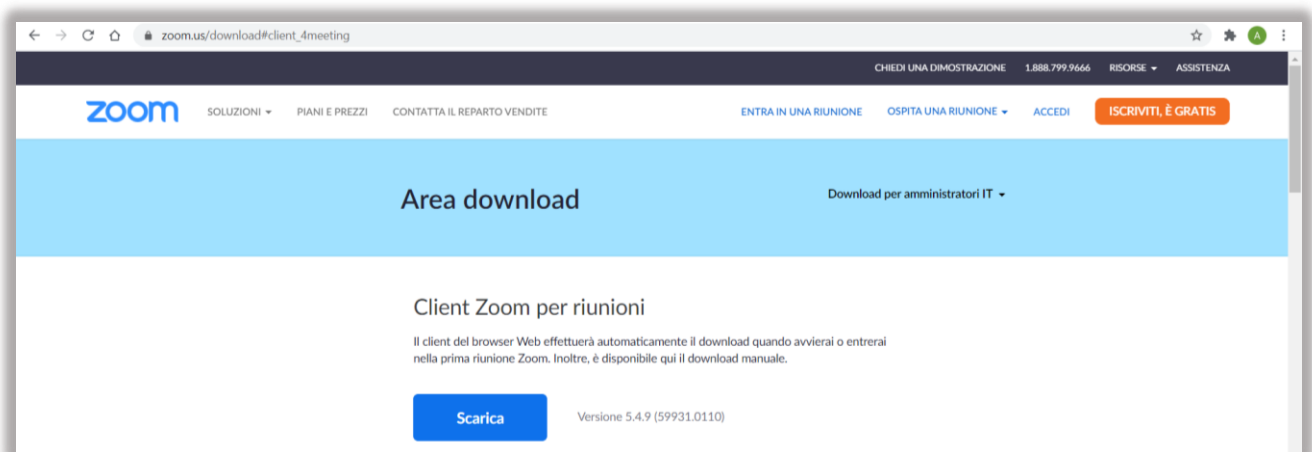 zoom.us/download#client_4meeting
A
CHIEDI UNA DIMOSTRAZIONE 1.888.799.9666 RISORSE ASSISTENZA
zoom SOLUZIONI PIANI E PREZZI CONTATTA IL REPARTO VENDITE ENTRA IN UNA RIUNIONE OSPITA UNA RIUNIONE ACCEDI ISCRIVITI, È GRATIS
Area download Download per amministratori IT
Client Zoom per riunioni
Il client del browser Web effettuerà automaticamente il download quando avvierai o entrerai
nella prima riunione Zoom. Inoltre, è disponibile qui il download manuale.
Scarica Versione 5.4.9 (59931.0110)